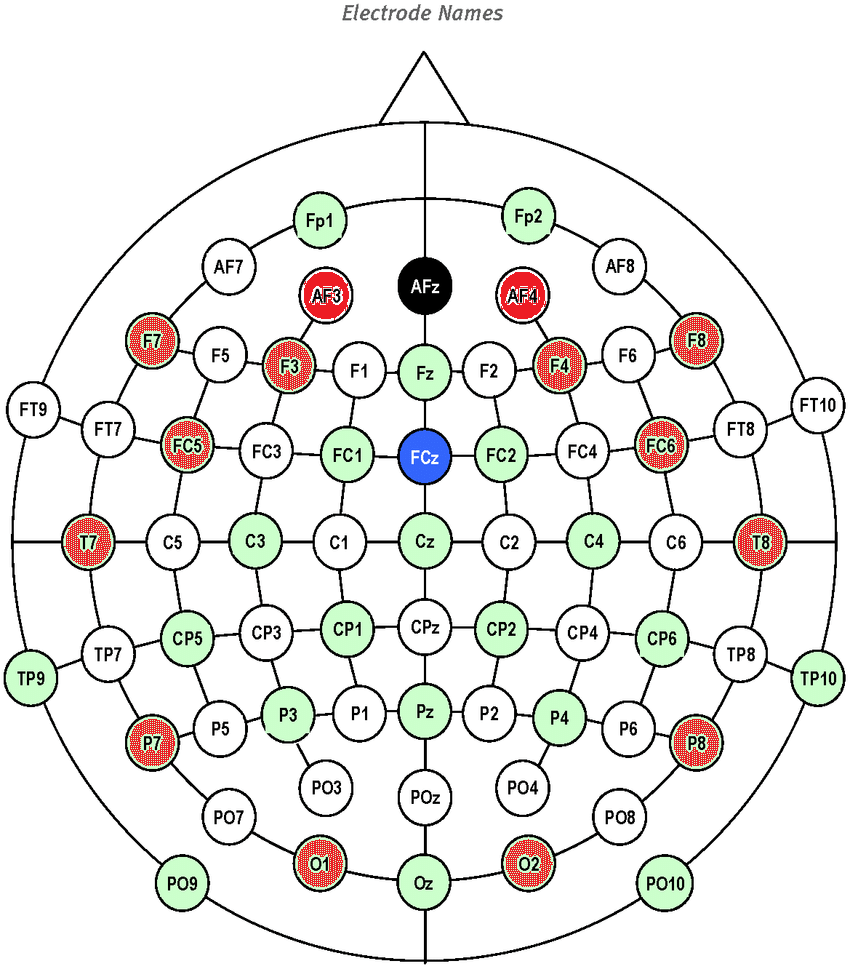 Electrode Names
Fp1 Fp2
AF7 AF8
AF3 AFz AF4
F7 F5 F3 F1 Fz F2 F4 F6 F8
FT9 FT7 FC5 FC3 FC1 FCz FC2 FC4 FC6 FT8 FT10
T7 C5 C3 C1 Cz C2 C4 C6 T8
TP9 TP7 CP5 CP3 CP1 CPz CP2 CP4 CP6 TP8 TP10
P7 P5 P3 P1 Pz P2 P4 P6 P8
PO7 PO3 POz PO4 PO8
O1 Oz O2
PO9 PO10